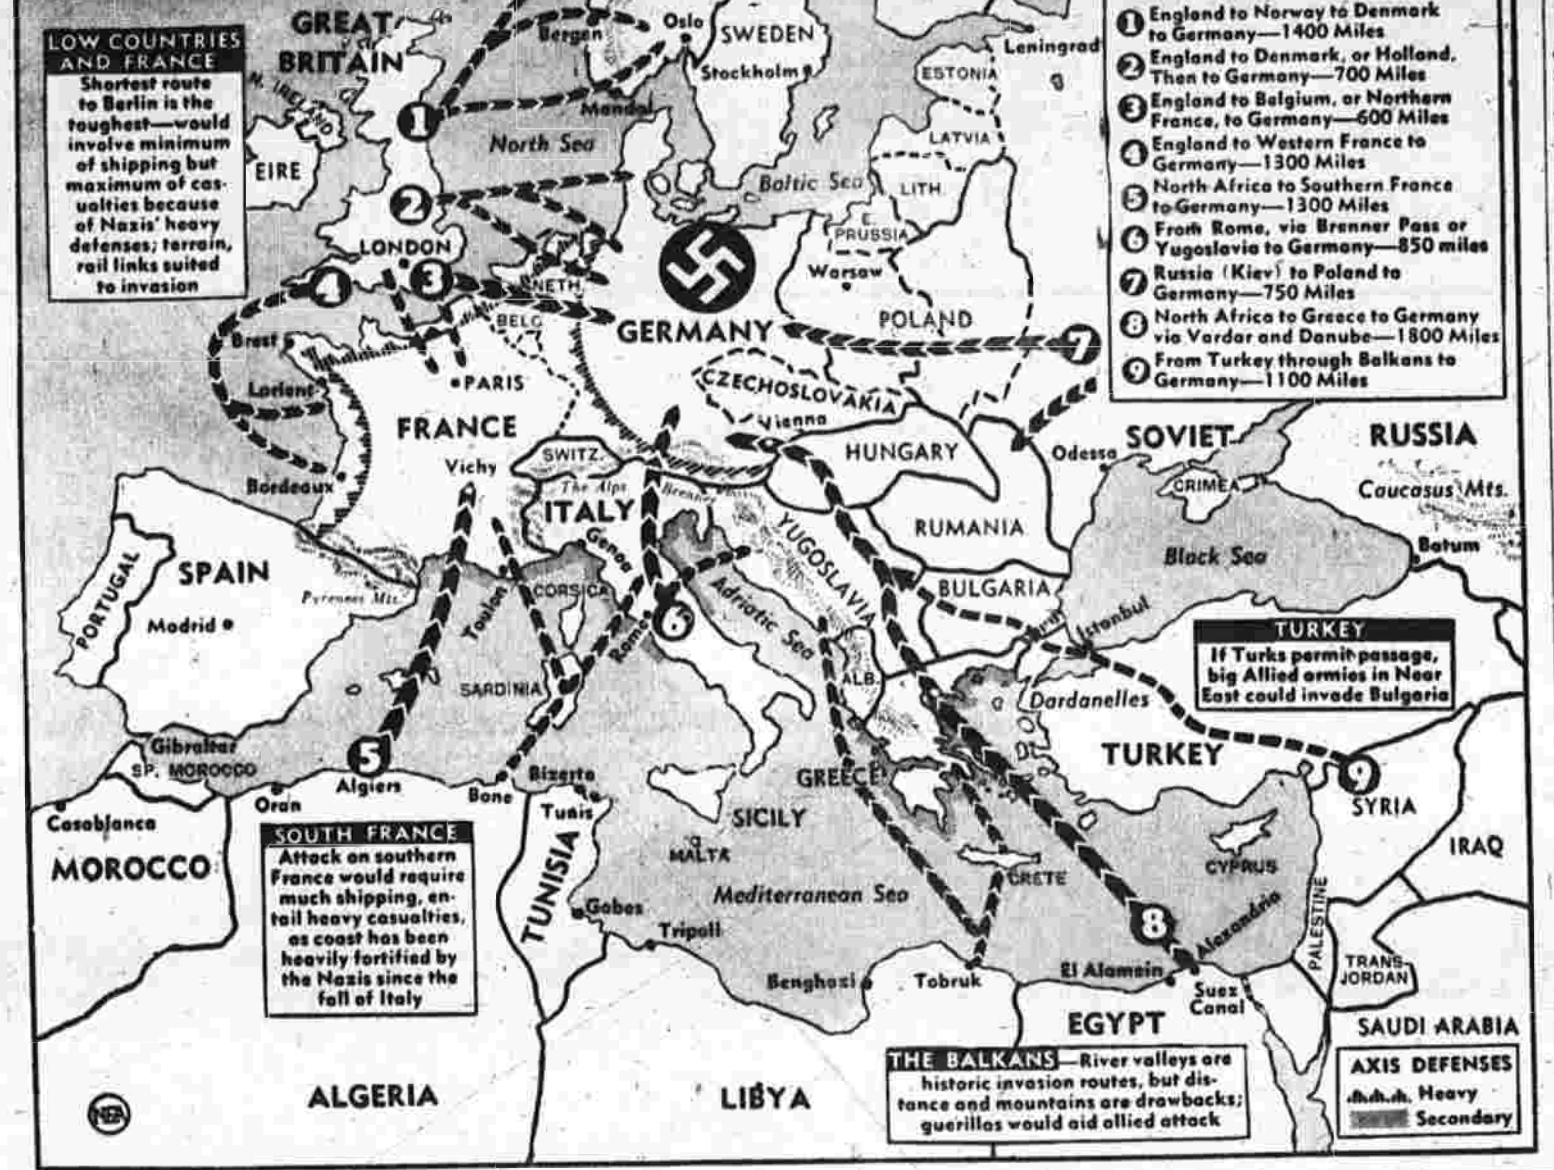 LOW COUNTRIES
AND FRANCE
Shortest route
to Berlin is the
toughest—would
involve minimum
of shipping but
maximum of cas-
ualties because
of Nazis' heavy
defenses; terrain,
rail links suited
to invasion
GREAT
BRITAIN
N. IRELAND
EIRE
LONDON
Bergen
Oslo
SWEDEN
Stockholm
Mandal
North Sea
Baltic Sea
Leningrad
ESTONIA
LATVIA
LITH.
E.
PRUSSIA
Warsaw
POLAND
1 England to Norway to Denmark
to Germany—1400 Miles
2 England to Denmark, or Holland,
Then to Germany—700 Miles
3 England to Belgium, or Northern
France, to Germany—600 Miles
4 England to Western France to
Germany—1300 Miles
5 North Africa to Southern France
to Germany—1300 Miles
6 From Rome, via Brenner Pass or
Yugoslavia to Germany—850 miles
7 Russia (Kiev) to Poland to
Germany—750 Miles
8 North Africa to Greece to Germany
via Vardar and Danube—1800 Miles
9 From Turkey through Balkans to
Germany—1100 Miles
1
2
3
4
7
NETH.
BELG.
GERMANY
CZECHOSLOVAKIA
Vienna
Brest
Lorient
PARIS
FRANCE
Vichy
Bordeaux
SWITZ.
The Alps
Brenner
HUNGARY
Odessa
SOVIET
RUSSIA
CRIMEA
Caucasus Mts.
ITALY
Genoa
YUGOSLAVIA
RUMANIA
Black Sea
Batum
PORTUGAL
SPAIN
Madrid
Pyrenees Mts.
Toulon
CORSICA
Rome
6
Adriatic Sea
BULGARIA
Istanbul
TURKEY
If Turks permit passage,
big Allied armies in Near
East could invade Bulgaria
SARDINIA
ALB.
Dardanelles
Gibraltar
SP. MOROCCO
5
Algiers
Oran
Bone
Bizerte
Tunis
GREECE
TURKEY
9
SYRIA
Casablanca
MOROCCO
SOUTH FRANCE
Attack on southern
France would require
much shipping, en-
tail heavy casualties,
as coast has been
heavily fortified by
the Nazis since the
fall of Italy
TUNISIA
SICILY
MALTA
CRETE
CYPRUS
IRAQ
Mediterranean Sea
Gabes
Tripoli
8
Alexandria
PALESTINE
Benghazi
Tobruk
El Alamein
Suez
Canal
TRANS-
JORDAN
EGYPT
SAUDI ARABIA
THE BALKANS—River valleys are
historic invasion routes, but dis-
tance and mountains are drawbacks;
guerillas would aid allied attack
AXIS DEFENSES
Heavy
Secondary
NEA
ALGERIA
LIBYA